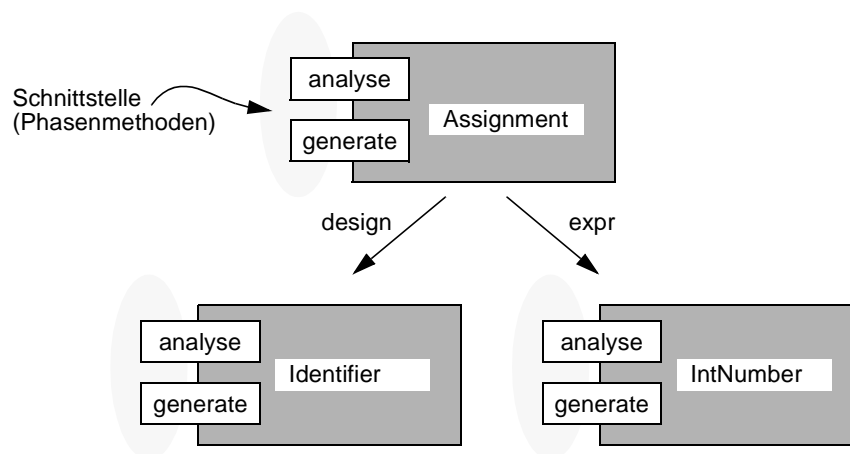 analyse
Schnittstelle
(Phasenmethoden)
Assignment
generate
design
expr
analyse
Identifier
generate
analyse
IntNumber
generate